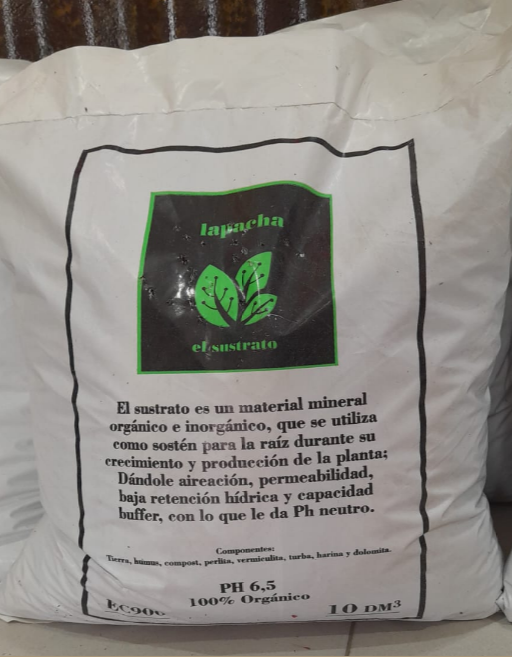 lapacha
el sustrato
El sustrato es un material mineral
orgánico e inorgánico, que se utiliza
como sostén para la raíz durante su
crecimiento y producción de la planta;
Dándole aireación, permeabilidad,
baja retención hídrica y capacidad
buffer, con lo que le da Ph neutro.
Componentes:
Tierra, humus, compost, perlita, vermiculita, turba, harina y dolomita.
PH 6,5
100% Orgánico
EC900
10 DM³